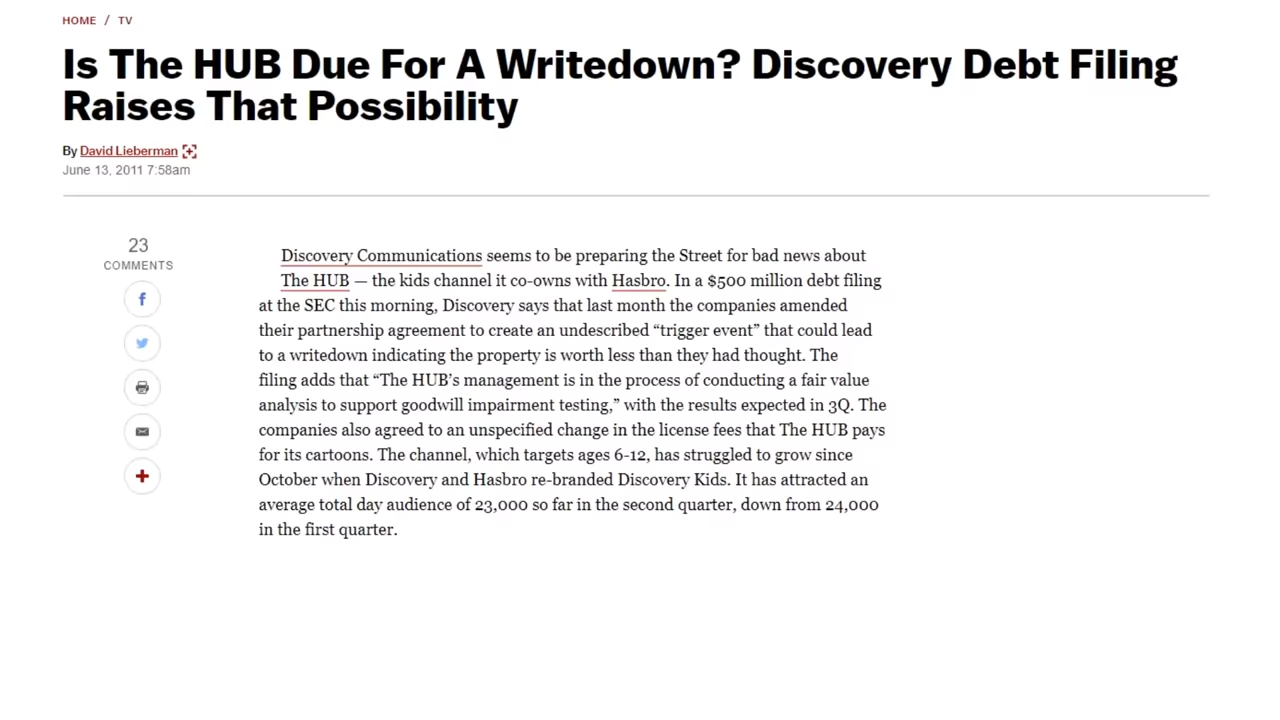 HOME / TV
Is The HUB Due For A Writedown? Discovery Debt Filing
Raises That Possibility
By David Lieberman
June 13, 2011 7:58am
23
COMMENTS
Discovery Communications seems to be preparing the Street for bad news about
The HUB — the kids channel it co-owns with Hasbro. In a $500 million debt filing
at the SEC this morning, Discovery says that last month the companies amended
their partnership agreement to create an undescribed “trigger event” that could lead
to a writedown indicating the property is worth less than they had thought. The
filing adds that “The HUB’s management is in the process of conducting a fair value
analysis to support goodwill impairment testing,” with the results expected in 3Q. The
companies also agreed to an unspecified change in the license fees that The HUB pays
for its cartoons. The channel, which targets ages 6-12, has struggled to grow since
October when Discovery and Hasbro re-branded Discovery Kids. It has attracted an
average total day audience of 23,000 so far in the second quarter, down from 24,000
in the first quarter.